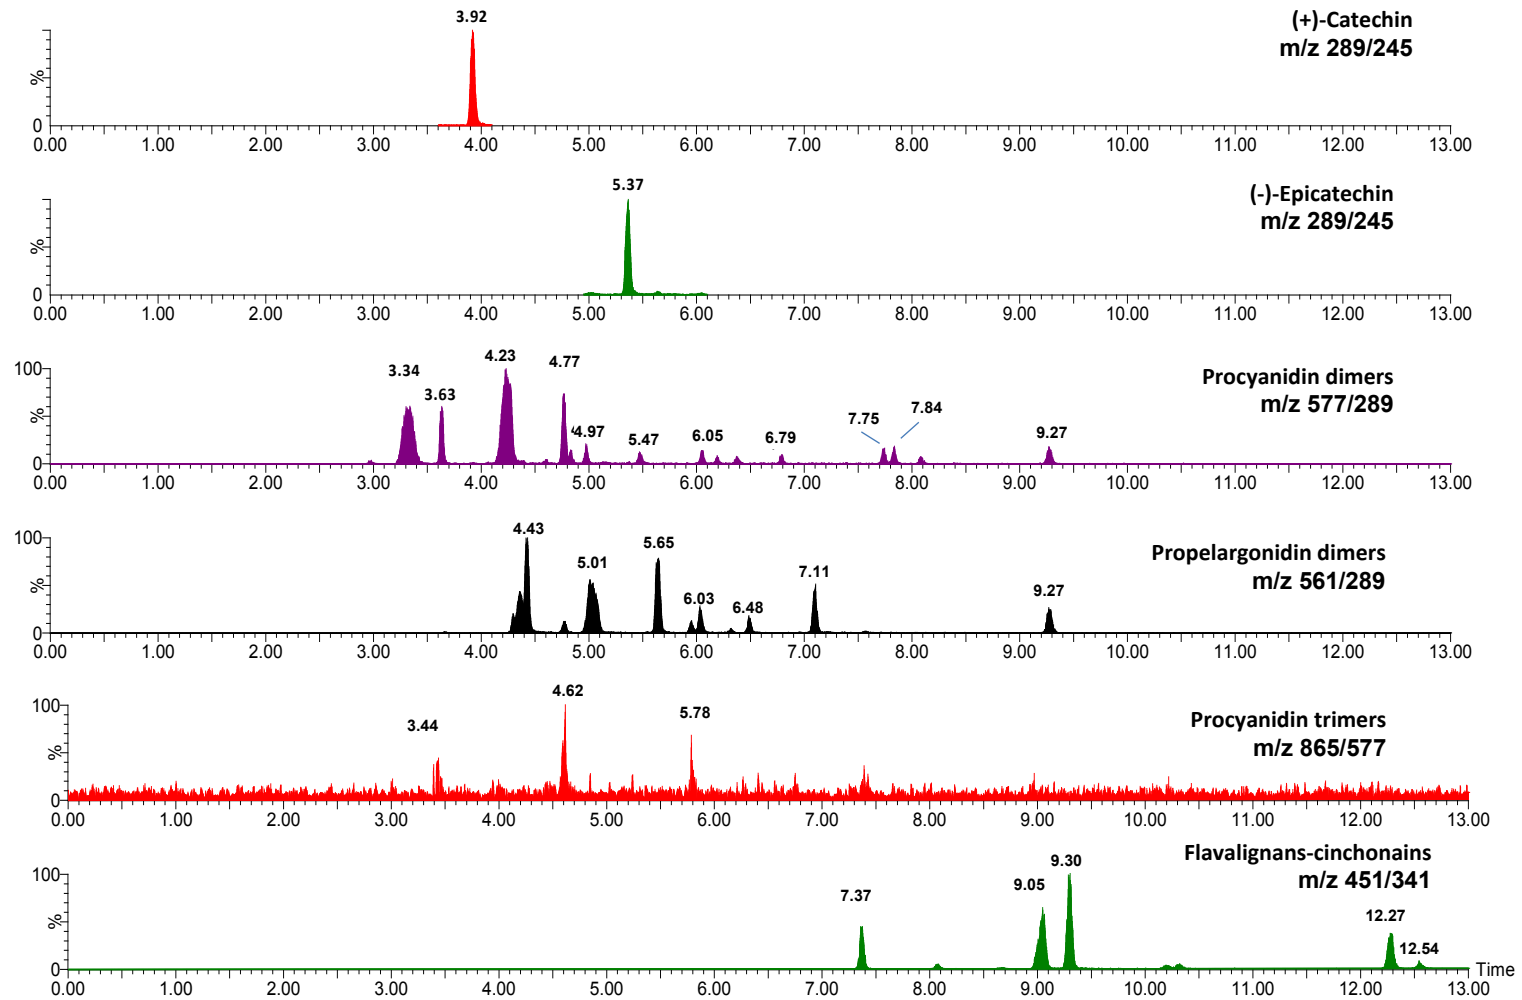 3.92
(+)-Catechin
m/z 289/245
%
0
0.00 1.00 2.00 3.00 4.00 5.00 6.00 7.00 8.00 9.00 10.00 11.00 12.00 13.00
5.37
(-)-Epicatechin
m/z 289/245
%
0
0.00 1.00 2.00 3.00 4.00 5.00 6.00 7.00 8.00 9.00 10.00 11.00 12.00 13.00
100
3.34 3.63 4.23 4.77 4.97 5.47 6.05 6.79 7.75 7.84 9.27
Procyanidin dimers
m/z 577/289
%
0
0.00 1.00 2.00 3.00 4.00 5.00 6.00 7.00 8.00 9.00 10.00 11.00 12.00 13.00
100
4.43 5.01 5.65 6.03 6.48 7.11 9.27
Propelargonidin dimers
m/z 561/289
%
0
0.00 1.00 2.00 3.00 4.00 5.00 6.00 7.00 8.00 9.00 10.00 11.00 12.00 13.00
100
3.44 4.62 5.78
Procyanidin trimers
m/z 865/577
%
0
0.00 1.00 2.00 3.00 4.00 5.00 6.00 7.00 8.00 9.00 10.00 11.00 12.00 13.00
100
7.37 9.05 9.30 12.27 12.54
Flavalignans-cinchonains
m/z 451/341
%
0
Time
0.00 1.00 2.00 3.00 4.00 5.00 6.00 7.00 8.00 9.00 10.00 11.00 12.00 13.00